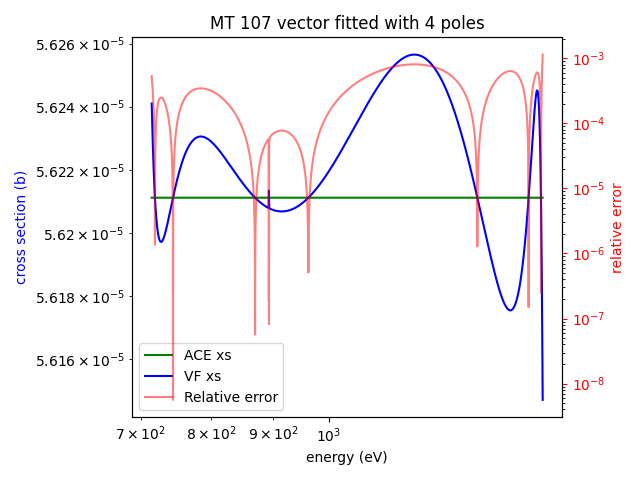 MT 107 vector fitted with 4 poles
5.626 × 10⁻⁵
5.624 × 10⁻⁵
5.622 × 10⁻⁵
5.62 × 10⁻⁵
5.618 × 10⁻⁵
5.616 × 10⁻⁵
cross section (b)
10⁻³
10⁻⁴
10⁻⁵
10⁻⁶
10⁻⁷
10⁻⁸
relative error
ACE xs
VF xs
Relative error
7 × 10² 8 × 10² 9 × 10² 10³
energy (eV)